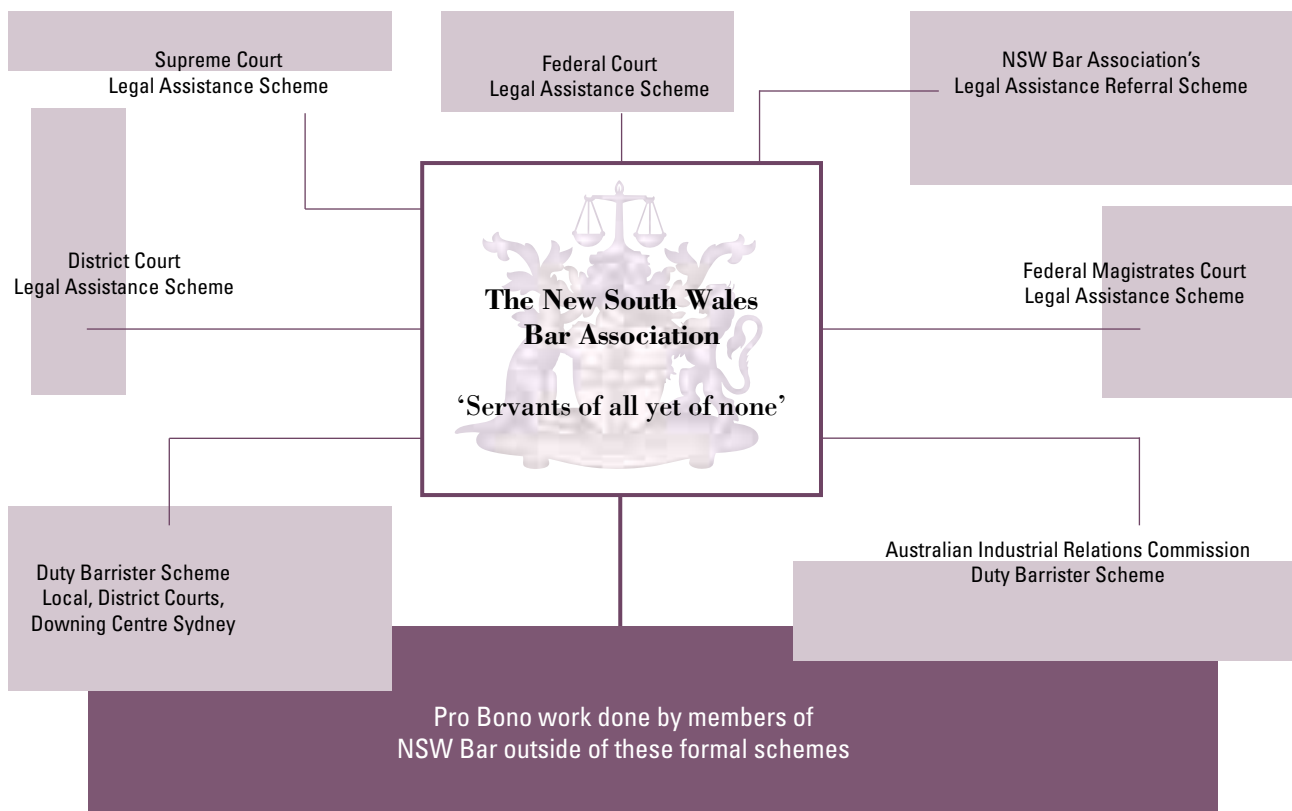 Supreme Court
Legal Assistance Scheme
Federal Court
Legal Assistance Scheme
NSW Bar Association's
Legal Assistance Referral Scheme
District Court
Legal Assistance Scheme
The New South Wales
Bar Association
‘Servants of all yet of none’
Federal Magistrates Court
Legal Assistance Scheme
Duty Barrister Scheme
Local, District Courts,
Downing Centre Sydney
Australian Industrial Relations Commission
Duty Barrister Scheme
Pro Bono work done by members of
NSW Bar outside of these formal schemes